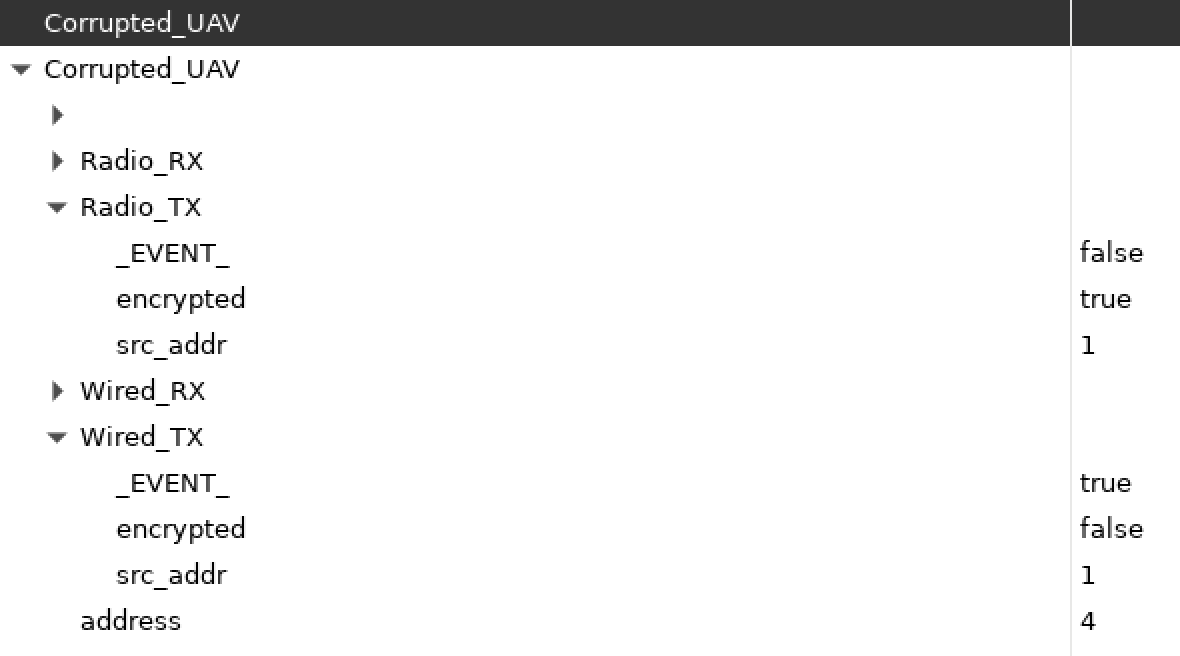 Corrupted_UAV
Corrupted_UAV
Radio_RX
Radio_TX
_EVENT_ false
encrypted true
src_addr 1
Wired_RX
Wired_TX
_EVENT_ true
encrypted false
src_addr 1
address 4